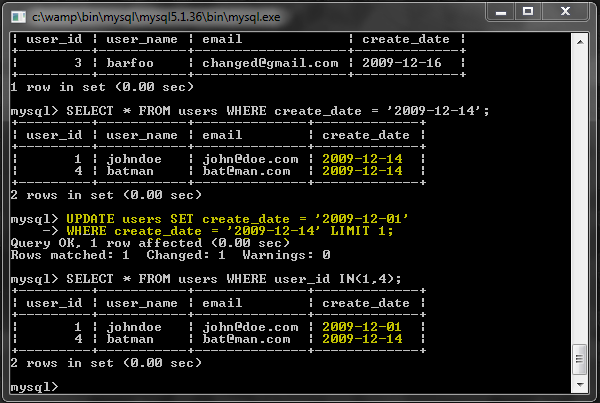 c:\wamp\bin\mysql\mysql5.1.36\bin\mysql.exe
| user_id | user_name | email             | create_date |
+---------+-----------+-------------------+-------------+
|       3 | barfoo    | changed@gmail.com | 2009-12-16  |
+---------+-----------+-------------------+-------------+
1 row in set (0.00 sec)
mysql> SELECT * FROM users WHERE create_date = '2009-12-14';
+---------+-----------+--------------+-------------+
| user_id | user_name | email        | create_date |
+---------+-----------+--------------+-------------+
|       1 | johndoe   | john@doe.com | 2009-12-14  |
|       4 | batman    | bat@man.com  | 2009-12-14  |
+---------+-----------+--------------+-------------+
2 rows in set (0.00 sec)
mysql> UPDATE users SET create_date = '2009-12-01'
    -> WHERE create_date = '2009-12-14' LIMIT 1;
Query OK, 1 row affected (0.00 sec)
Rows matched: 1  Changed: 1  Warnings: 0
mysql> SELECT * FROM users WHERE user_id IN(1,4);
+---------+-----------+--------------+-------------+
| user_id | user_name | email        | create_date |
+---------+-----------+--------------+-------------+
|       1 | johndoe   | john@doe.com | 2009-12-01  |
|       4 | batman    | bat@man.com  | 2009-12-14  |
+---------+-----------+--------------+-------------+
2 rows in set (0.00 sec)
mysql>